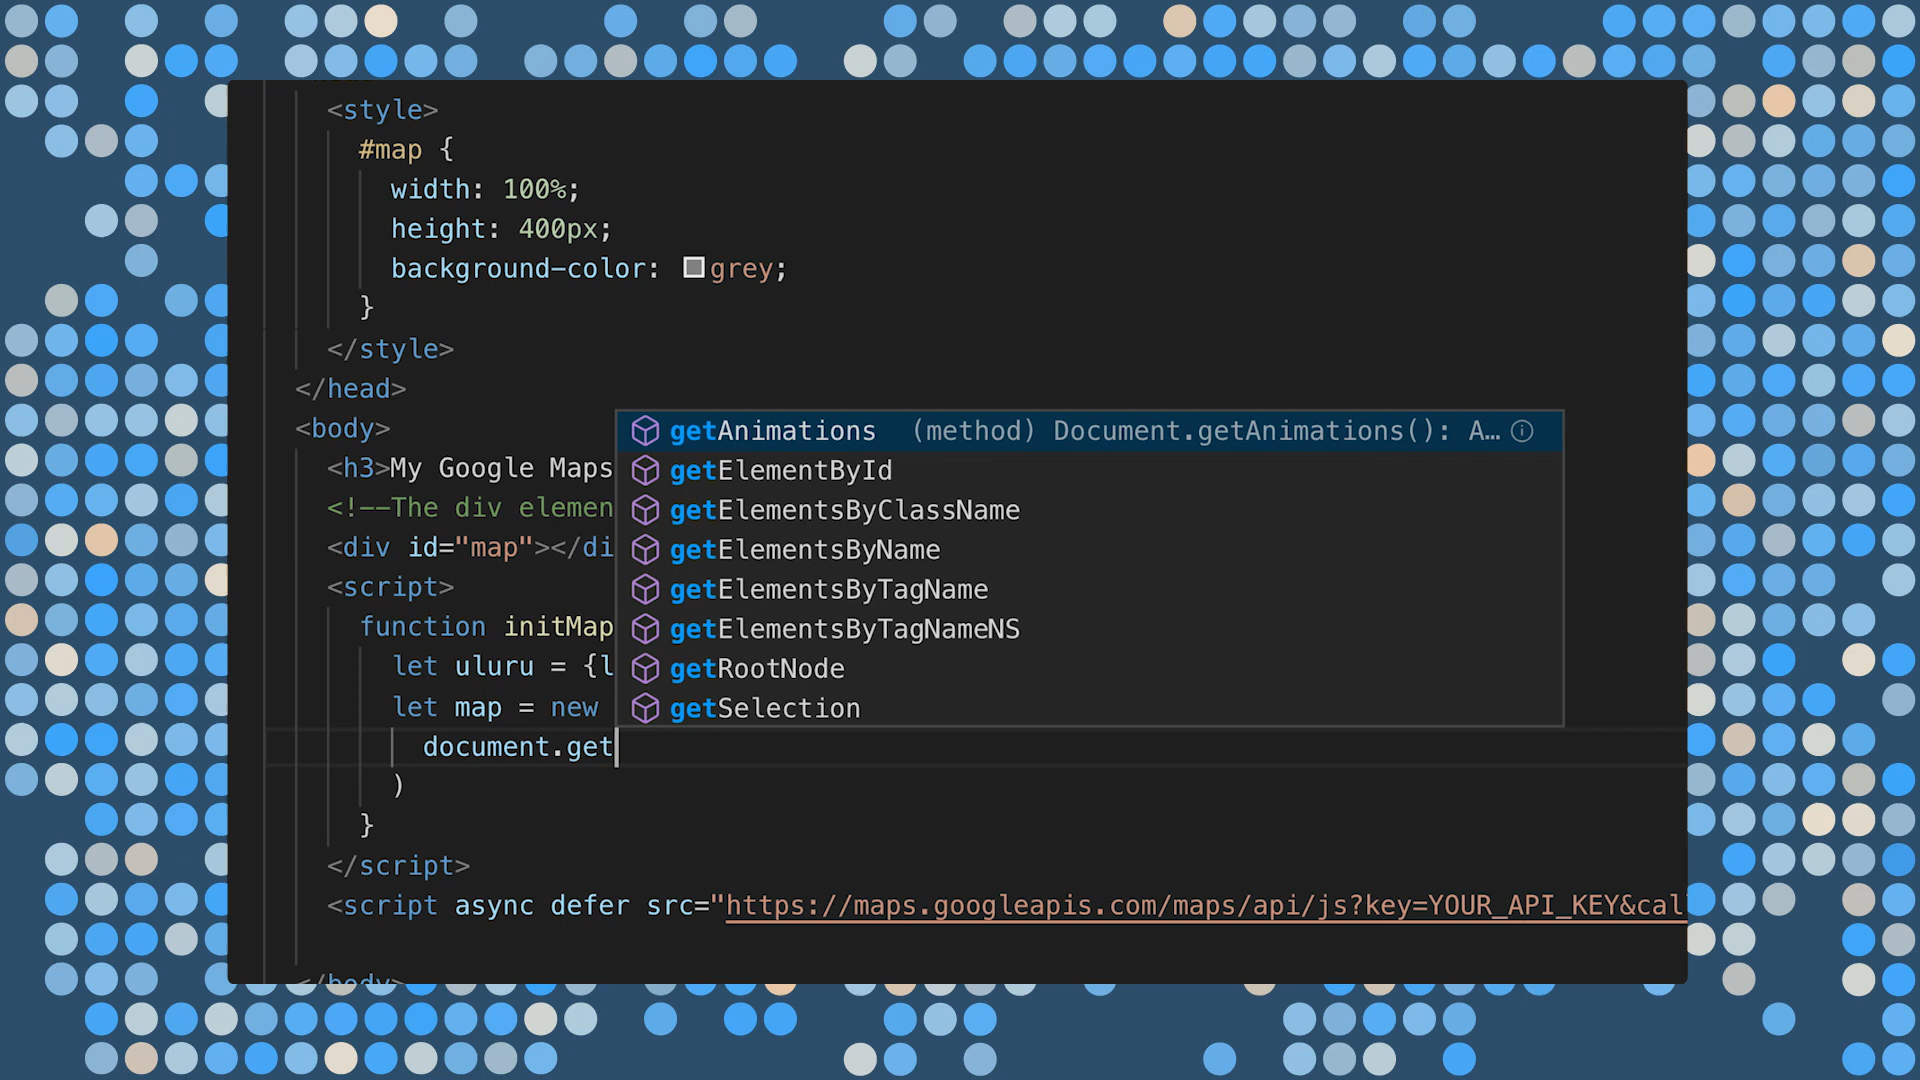 <style>
#map {
width: 100%;
height: 400px;
background-color: grey;
}
</style>
</head>
<body>
getAnimations (method) Document.getAnimations(): A…
<h3>My Google Maps
getElementById
<!--The div elemen
getElementsByClassName
<div id="map"></di
getElementsByName
<script>
getElementsByTagName
function initMap
getElementsByTagNameNS
let uluru = {l
getRootNode
let map = new
getSelection
document.get
)
}
</script>
<script async defer src="https://maps.googleapis.com/maps/api/js?key=YOUR_API_KEY&cal
</body>